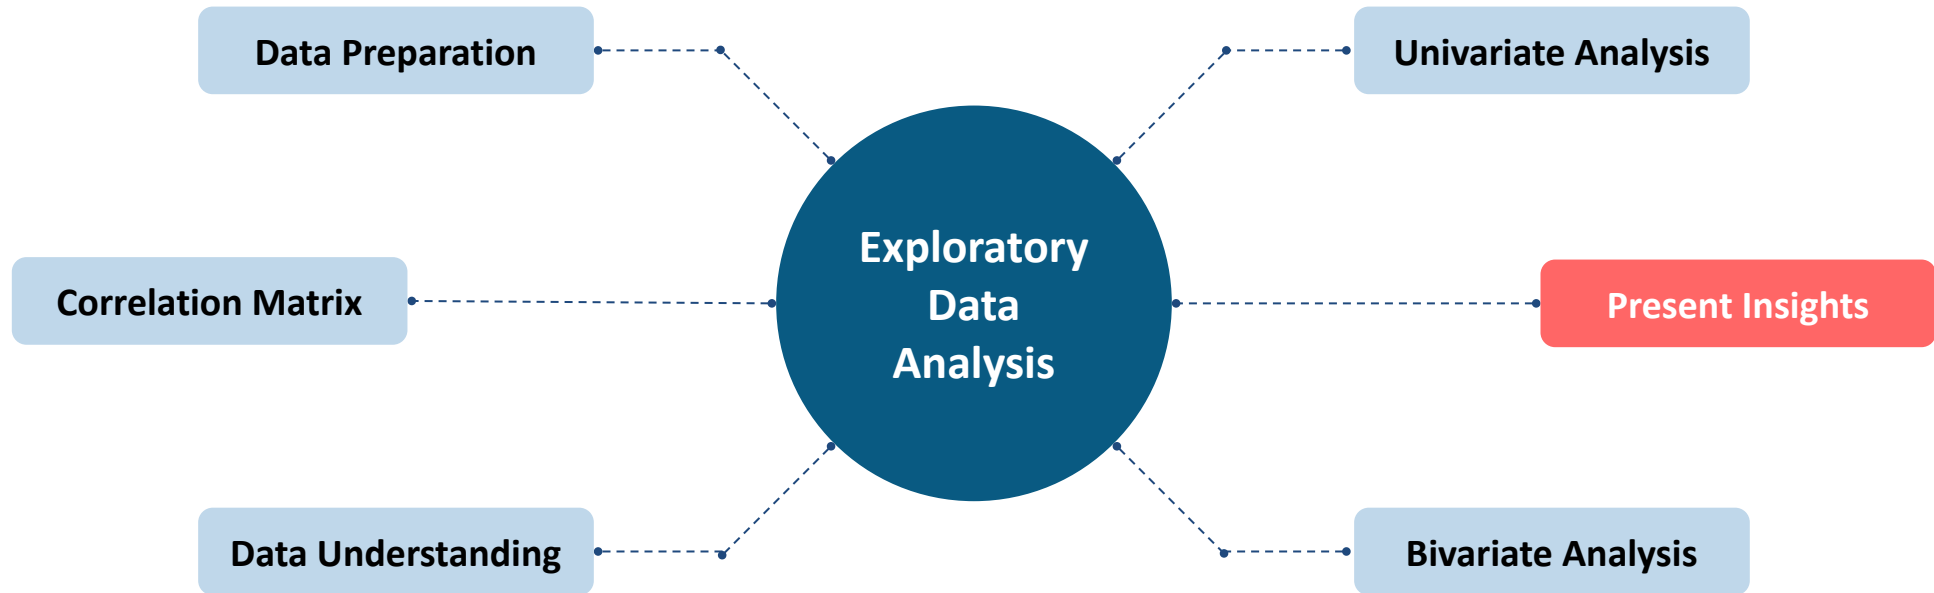 Data Preparation
Univariate Analysis
Exploratory
Data
Analysis
Correlation Matrix
Present Insights
Data Understanding
Bivariate Analysis